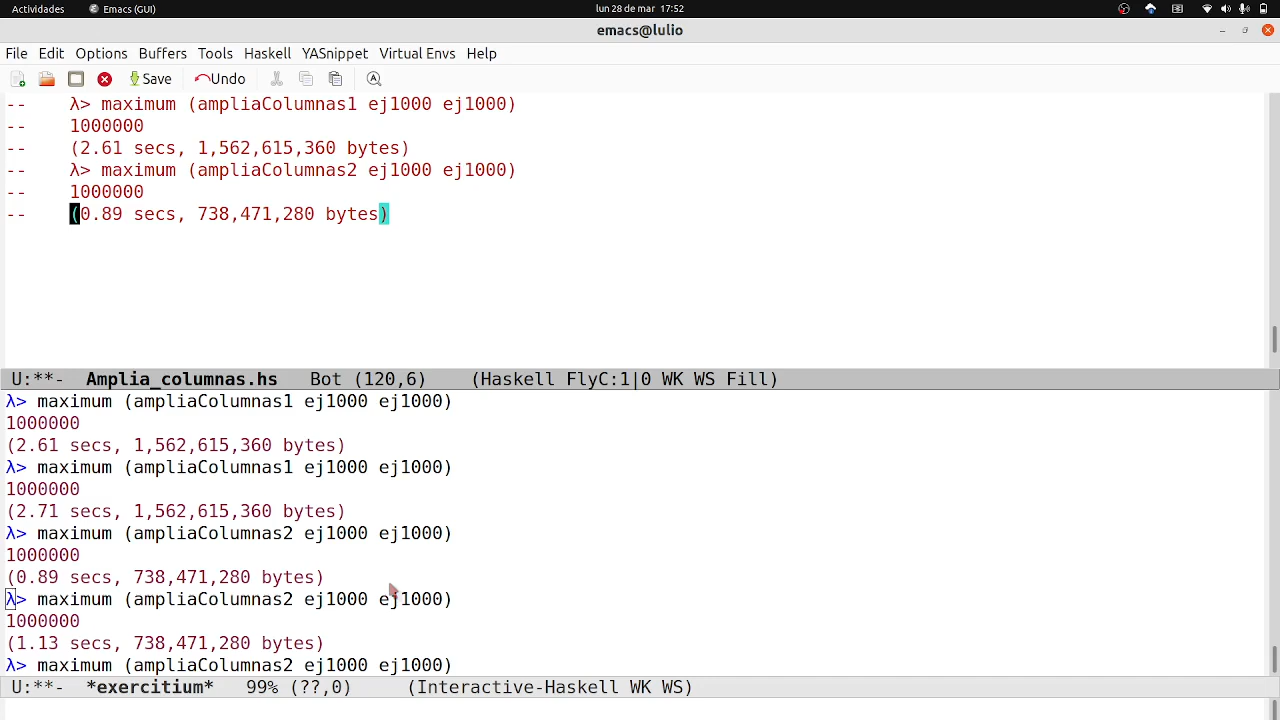 Actividades Emacs (GUI) lun 28 de mar 17:52
emacs@lulio
File Edit Options Buffers Tools Haskell YASnippet Virtual Envs Help
Save Undo
-- λ> maximum (ampliaColumnas1 ej1000 ej1000)
-- 1000000
-- (2.61 secs, 1,562,615,360 bytes)
-- λ> maximum (ampliaColumnas2 ej1000 ej1000)
-- 1000000
-- (0.89 secs, 738,471,280 bytes)
U:**- Amplia_columnas.hs Bot (120,6) (Haskell FlyC:1|0 WK WS Fill)
λ> maximum (ampliaColumnas1 ej1000 ej1000)
1000000
(2.61 secs, 1,562,615,360 bytes)
λ> maximum (ampliaColumnas1 ej1000 ej1000)
1000000
(2.71 secs, 1,562,615,360 bytes)
λ> maximum (ampliaColumnas2 ej1000 ej1000)
1000000
(0.89 secs, 738,471,280 bytes)
λ> maximum (ampliaColumnas2 ej1000 ej1000)
1000000
(1.13 secs, 738,471,280 bytes)
λ> maximum (ampliaColumnas2 ej1000 ej1000)
U:**- *exercitium* 99% (??,0) (Interactive-Haskell WK WS)